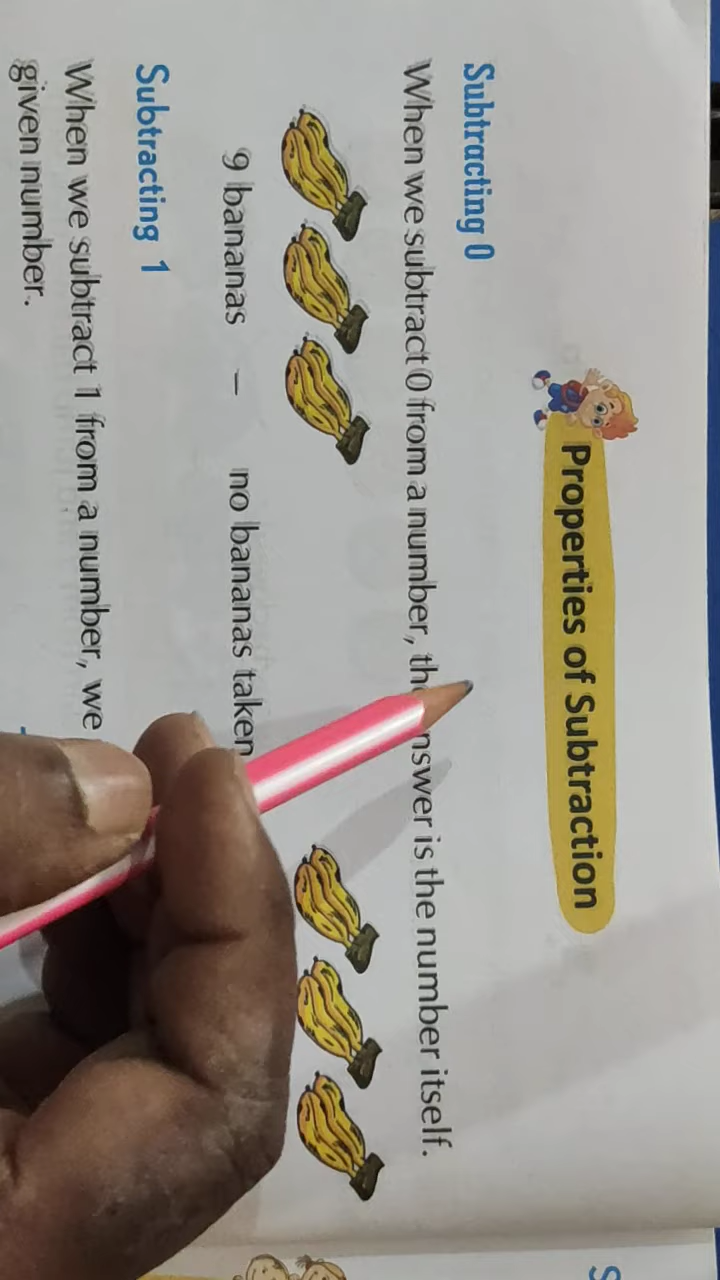 Properties of Subtraction
Subtracting 0
When we subtract 0 from a number, the answer is the number itself.
9 bananas – no bananas taken
Subtracting 1
When we subtract 1 from a number, we
given number.